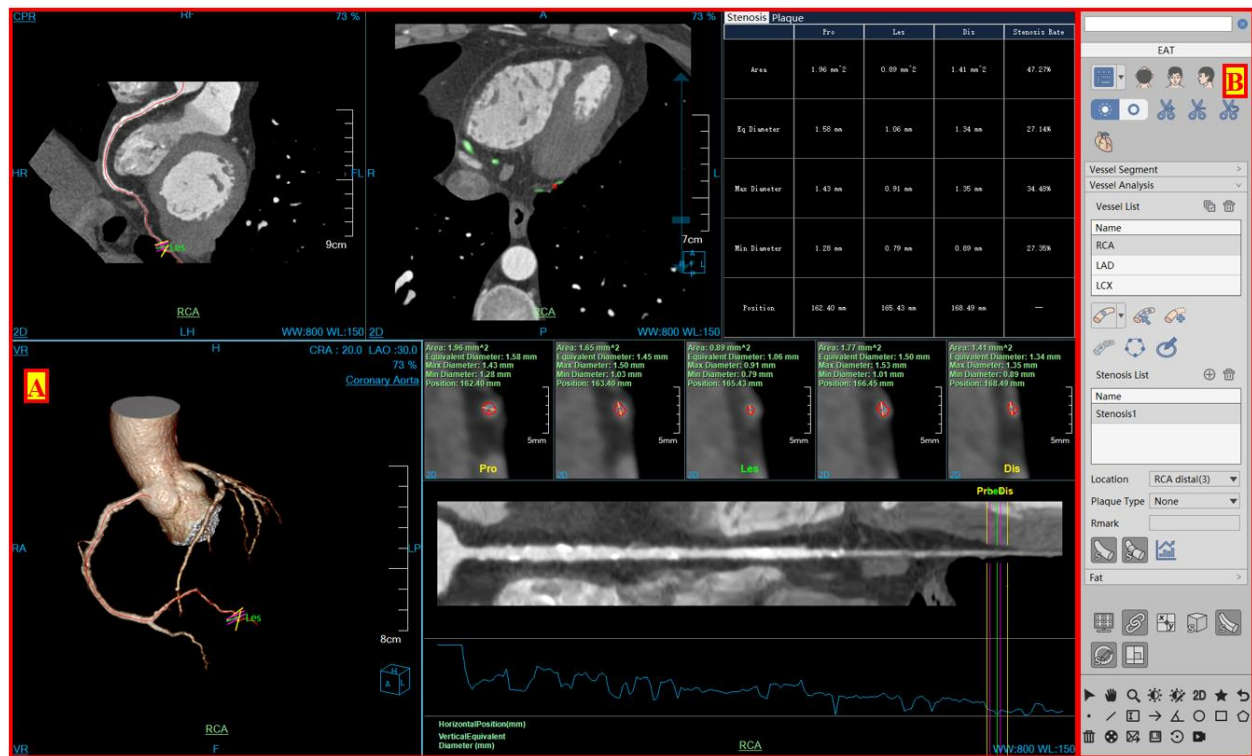 CPR
RF
73 %
HR
FL
Les
9cm
RCA
2D
LH
WW:800 WL:150
A
73 %
R
L
7cm
A
R F L
P
RCA
2D
P
WW:800 WL:150
Stenosis Plaque
Pro Les Dis Stenosis Rate
Area 1.96 mm^2 0.89 mm^2 1.41 mm^2 47.27%
Eq Diameter 1.58 mm 1.06 mm 1.34 mm 27.14%
Max Diameter 1.43 mm 0.91 mm 1.35 mm 34.48%
Min Diameter 1.28 mm 0.79 mm 0.89 mm 27.35%
Position 162.40 mm 165.43 mm 168.49 mm —
VR
H
CRA : 20.0 LAO :30.0
73 %
Coronary Aorta
A
RA
LP
Les
8cm
H
A L
RCA
VR
F
Area: 1.96 mm^2
Equivalent Diameter: 1.58 mm
Max Diameter: 1.43 mm
Min Diameter: 1.28 mm
Position: 162.40 mm
5mm
2D
Pro
Area: 1.65 mm^2
Equivalent Diameter: 1.45 mm
Max Diameter: 1.50 mm
Min Diameter: 1.03 mm
Position: 163.40 mm
5mm
2D
Area: 0.89 mm^2
Equivalent Diameter: 1.06 mm
Max Diameter: 0.91 mm
Min Diameter: 0.79 mm
Position: 165.43 mm
5mm
2D
Les
Area: 1.77 mm^2
Equivalent Diameter: 1.50 mm
Max Diameter: 1.53 mm
Min Diameter: 1.01 mm
Position: 166.45 mm
5mm
2D
Area: 1.41 mm^2
Equivalent Diameter: 1.34 mm
Max Diameter: 1.35 mm
Min Diameter: 0.89 mm
Position: 168.49 mm
5mm
2D
Dis
Dis
HorizontalPosition(mm)
VerticalEquivalent
Diameter (mm)
RCA
WW:800 WL:150
EAT
B
Vessel Segment
Vessel Analysis
Vessel List
Name
RCA
LAD
LCX
Stenosis List
Name
Stenosis1
Location RCA distal(3)
Plaque Type None
Rmark
Fat
2D